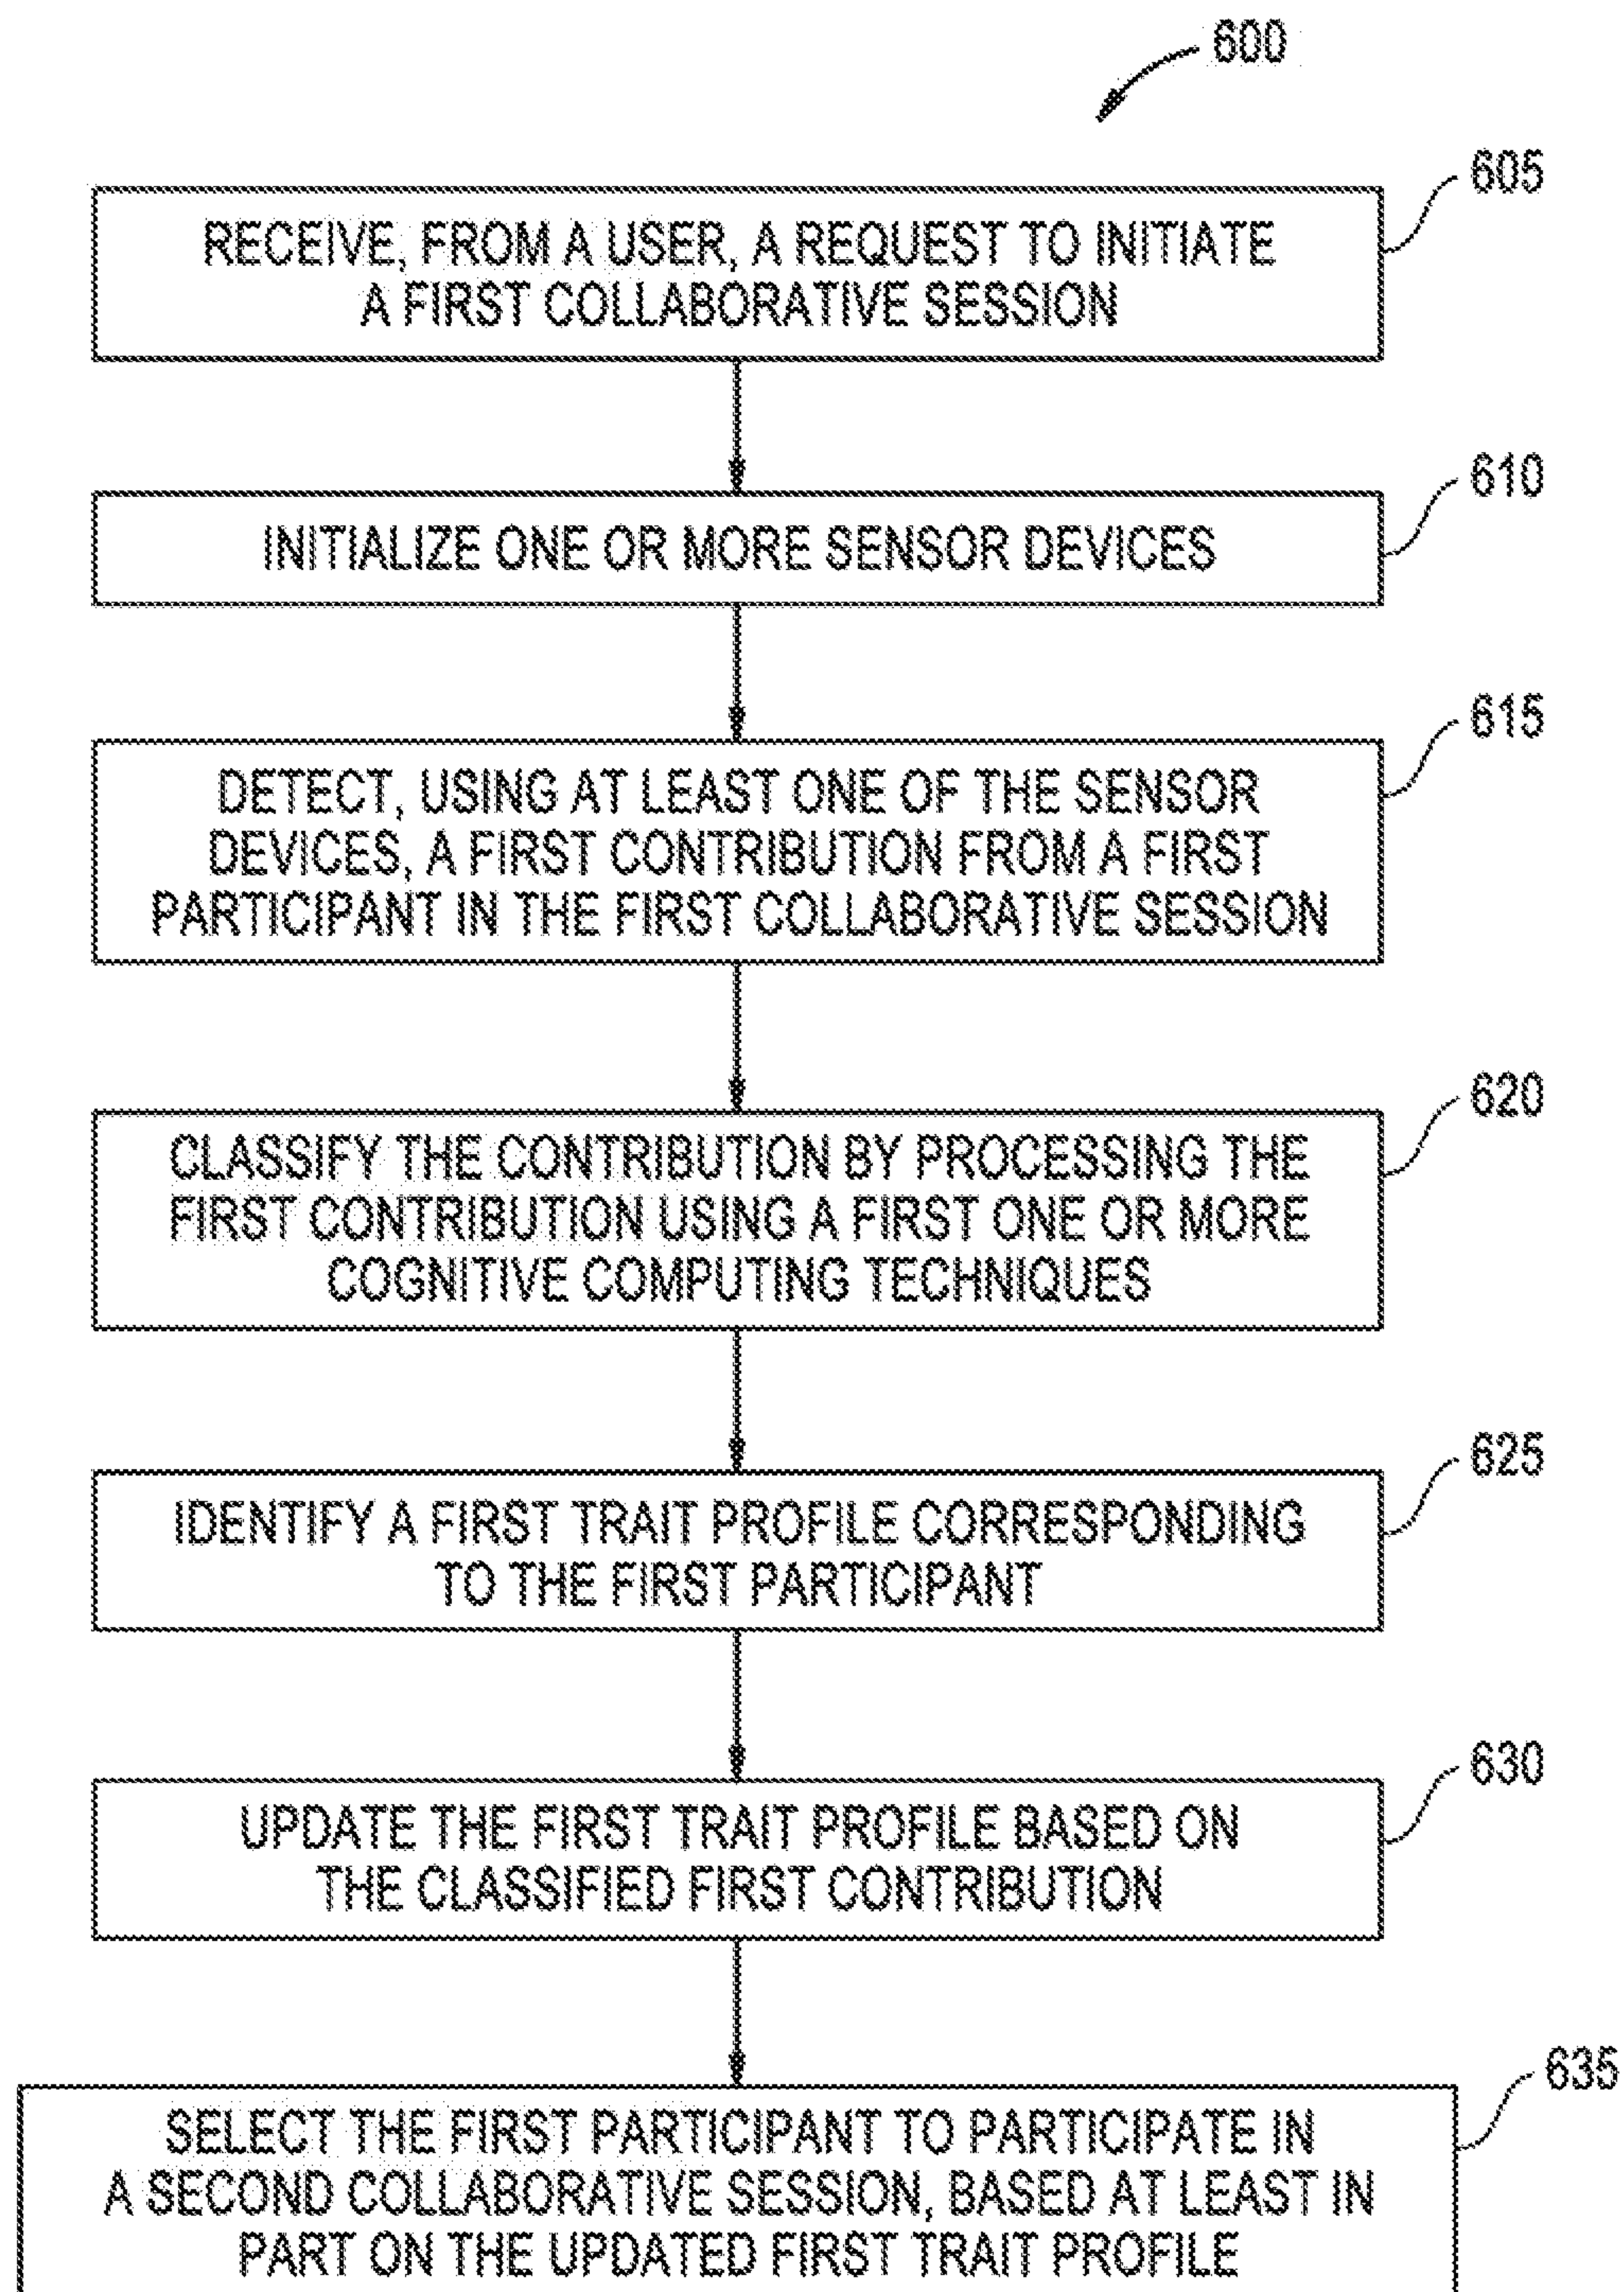 600
605
RECEIVE, FROM A USER, A REQUEST TO INITIATE
A FIRST COLLABORATIVE SESSION
610
INITIALIZE ONE OR MORE SENSOR DEVICES
615
DETECT, USING AT LEAST ONE OF THE SENSOR
DEVICES, A FIRST CONTRIBUTION FROM A FIRST
PARTICIPANT IN THE FIRST COLLABORATIVE SESSION
620
CLASSIFY THE CONTRIBUTION BY PROCESSING THE
FIRST CONTRIBUTION USING A FIRST ONE OR MORE
COGNITIVE COMPUTING TECHNIQUES
625
IDENTIFY A FIRST TRAIT PROFILE CORRESPONDING
TO THE FIRST PARTICIPANT
630
UPDATE THE FIRST TRAIT PROFILE BASED ON
THE CLASSIFIED FIRST CONTRIBUTION
635
SELECT THE FIRST PARTICIPANT TO PARTICIPATE IN
A SECOND COLLABORATIVE SESSION, BASED AT LEAST IN
PART ON THE UPDATED FIRST TRAIT PROFILE